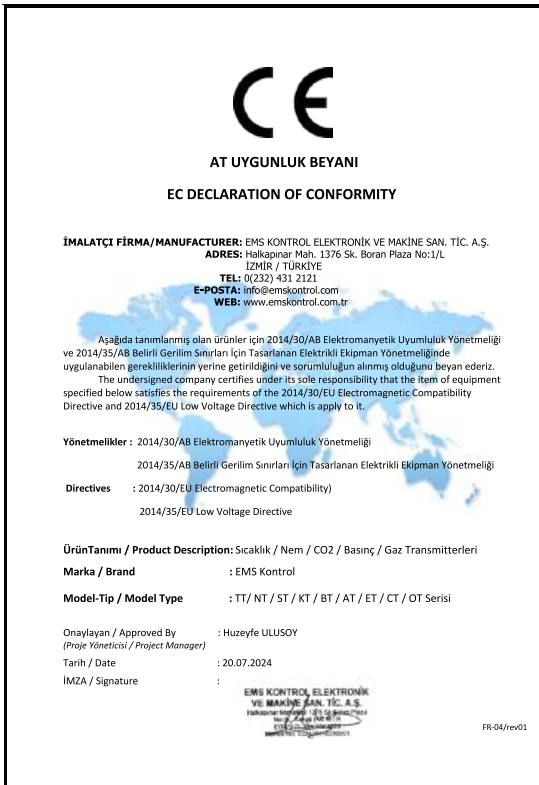 CE
AT UYGUNLUK BEYANI
EC DECLARATION OF CONFORMITY
İMALATÇI FİRMA/MANUFACTURER: EMS KONTROL ELEKTRONİK VE MAKİNE SAN. TİC. A.Ş.
ADRES: Halkapınar Mah. 1376 Sk. Boran Plaza No:1/L
İZMİR / TÜRKİYE
TEL: 0(232) 431 2121
E-POSTA: info@emskontrol.com
WEB: www.emskontrol.com.tr
Aşağıda tanımlanmış olan ürünler için 2014/30/AB Elektromanyetik Uyumluluk Yönetmeliği
ve 2014/35/AB Belirli Gerilim Sınırları İçin Tasarlanan Elektrikli Ekipman Yönetmeliğinde
uygulanabilen gerekliliklerinin yerine getirildiğini ve sorumluluğun alınmış olduğunu beyan ederiz.
The undersigned company certifies under its sole responsibility that the item of equipment
specified below satisfies the requirements of the 2014/30/EU Electromagnetic Compatibility
Directive and 2014/35/EU Low Voltage Directive which is apply to it.
Yönetmelikler : 2014/30/AB Elektromanyetik Uyumluluk Yönetmeliği
2014/35/AB Belirli Gerilim Sınırları İçin Tasarlanan Elektrikli Ekipman Yönetmeliği
Directives : 2014/30/EU Electromagnetic Compatibility)
2014/35/EU Low Voltage Directive
ÜrünTanımı / Product Description: Sıcaklık / Nem / CO2 / Basınç / Gaz Transmitterleri
Marka / Brand : EMS Kontrol
Model-Tip / Model Type : TT/ NT / ST / KT / BT / AT / ET / CT / OT Serisi
Onaylayan / Approved By : Huzeyfe ULUSOY
(Proje Yöneticisi / Project Manager)
Tarih / Date : 20.07.2024
İMZA / Signature :
EMS KONTROL ELEKTRONİK
VE MAKİNE SAN. TİC. A.Ş.
FR-04/rev01